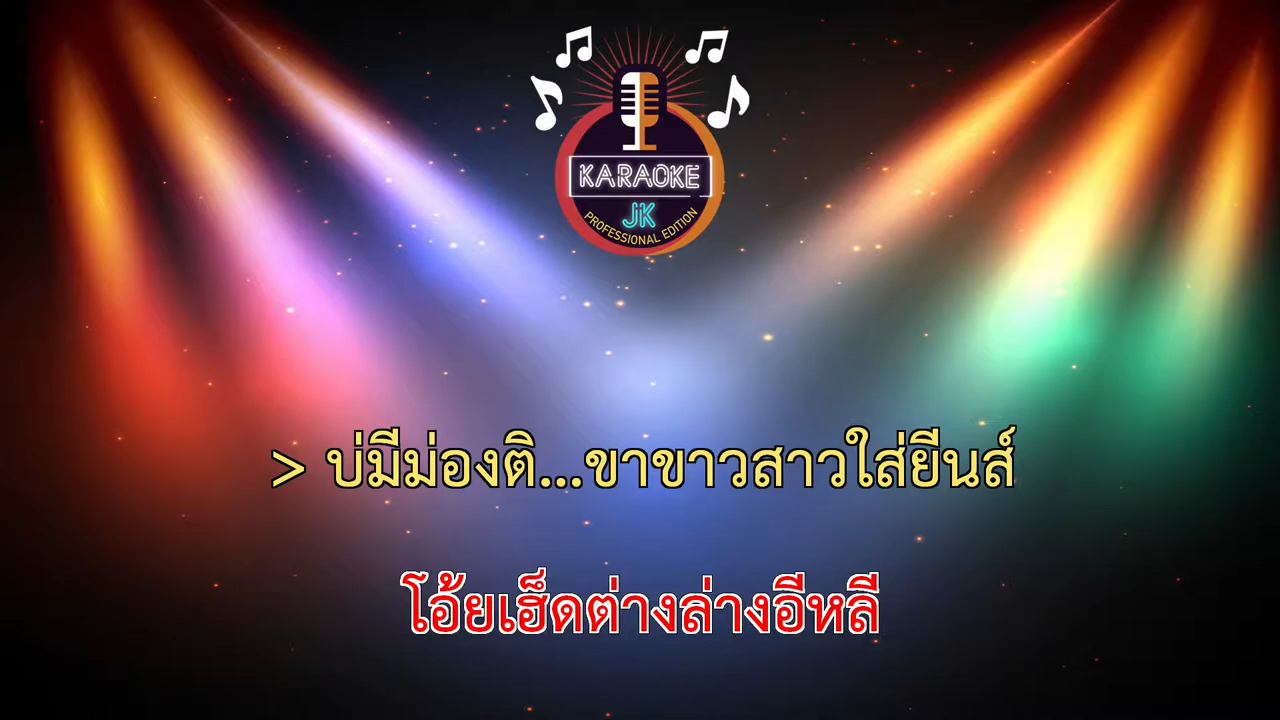 KARAOKE
JK
PROFESSIONAL EDITION
> บ่มีม่องติ...ขาขาวสาวใส่ยีนส์
โอ้ยเฮ็ดต่างล่างอีหลี